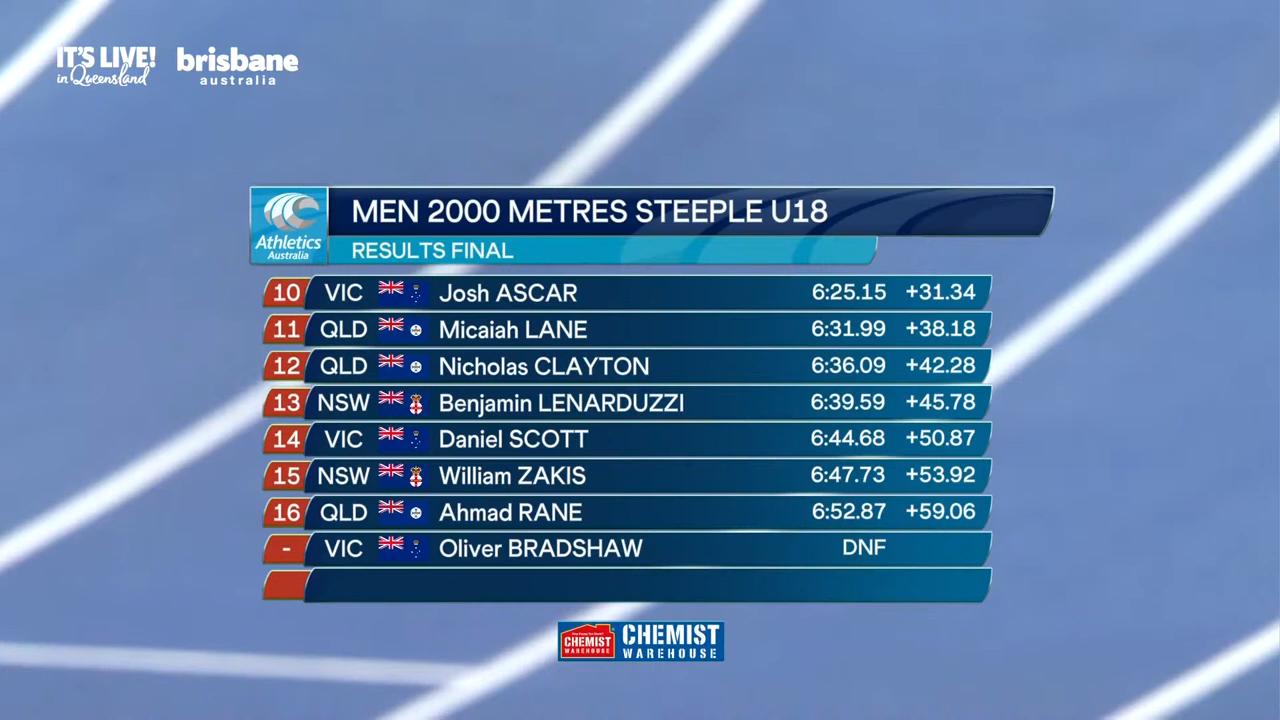 IT'S LIVE!
in Queensland
brisbane
australia
MEN 2000 METRES STEEPLE U18
Athletics
Australia
RESULTS FINAL
10 VIC Josh ASCAR 6:25.15 +31.34
11 QLD Micaiah LANE 6:31.99 +38.18
12 QLD Nicholas CLAYTON 6:36.09 +42.28
13 NSW Benjamin LENARDUZZI 6:39.59 +45.78
14 VIC Daniel SCOTT 6:44.68 +50.87
15 NSW William ZAKIS 6:47.73 +53.92
16 QLD Ahmad RANE 6:52.87 +59.06
- VIC Oliver BRADSHAW DNF
CHEMIST
WAREHOUSE
CHEMIST
WAREHOUSE